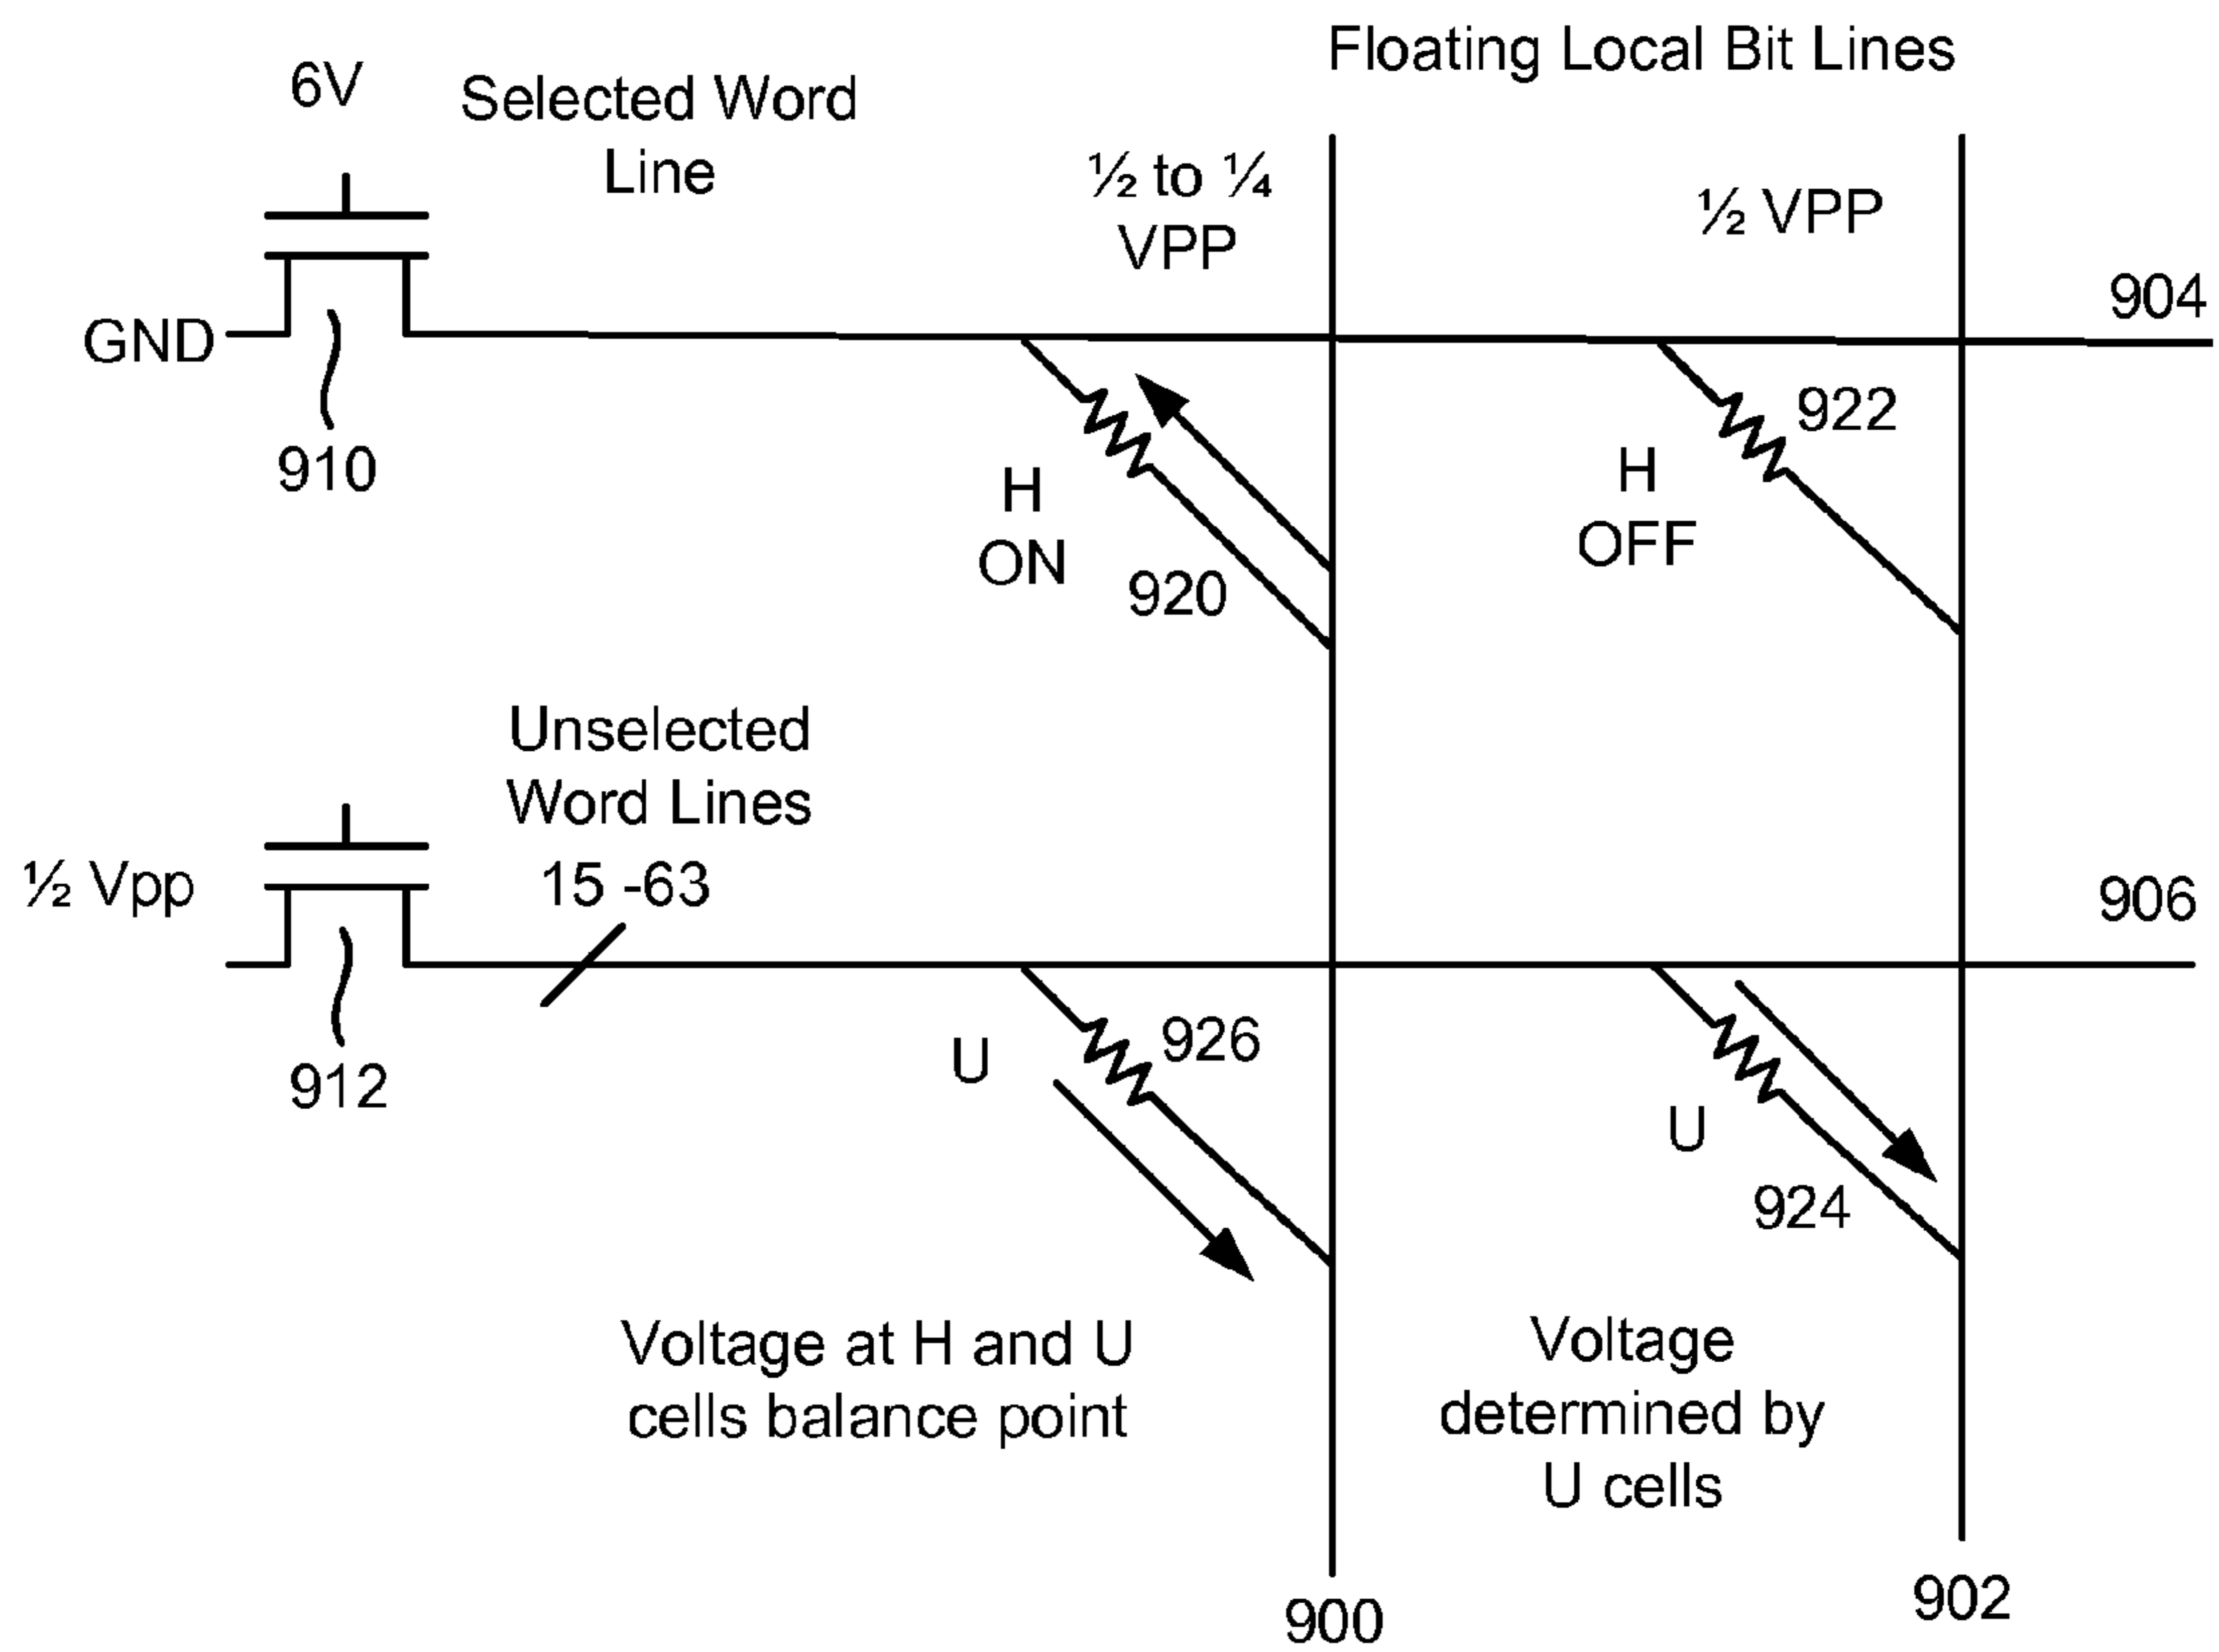 Floating Local Bit Lines
6V
Selected Word
Line
½ to ¼
VPP
½ VPP
904
GND
910
H
ON
920
922
H
OFF
Unselected
Word Lines
15 -63
½ Vpp
906
912
U
926
U
924
Voltage at H and U
cells balance point
Voltage
determined by
U cells
900
902